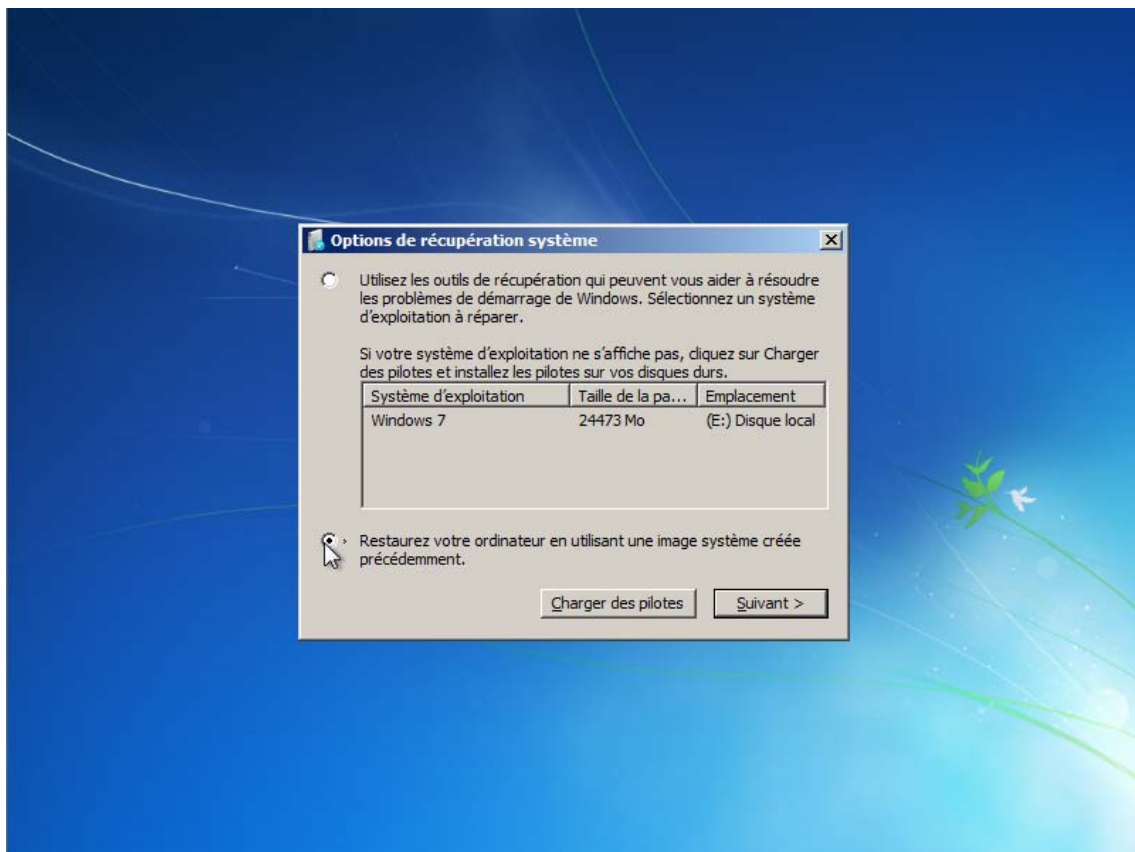 Options de récupération système
Utilisez les outils de récupération qui peuvent vous aider à résoudre
les problèmes de démarrage de Windows. Sélectionnez un système
d'exploitation à réparer.
Si votre système d'exploitation ne s'affiche pas, cliquez sur Charger
des pilotes et installez les pilotes sur vos disques durs.
Système d'exploitation Taille de la pa... Emplacement
Windows 7 24473 Mo (E:) Disque local
Restaurez votre ordinateur en utilisant une image système créée
précédemment.
Charger des pilotes Suivant >